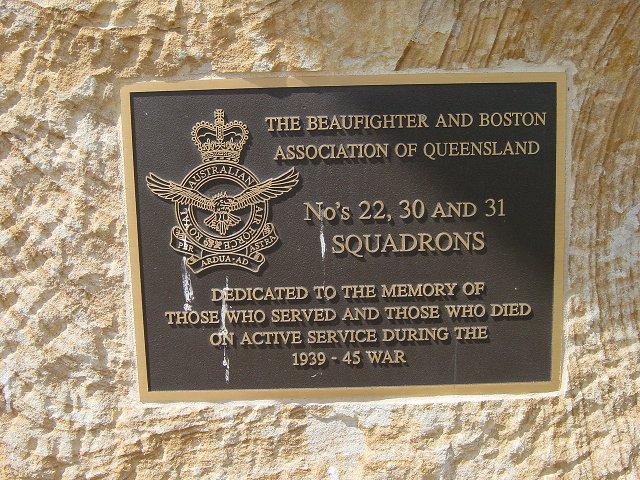 THE BEAUFIGHTER AND BOSTON
ASSOCIATION OF QUEENSLAND
No's 22, 30 AND 31
SQUADRONS
ROYAL AUSTRALIAN AIR FORCE
PER ARDUA · AD ASTRA
DEDICATED TO THE MEMORY OF
THOSE WHO SERVED AND THOSE WHO DIED
ON ACTIVE SERVICE DURING THE
1939 - 45 WAR